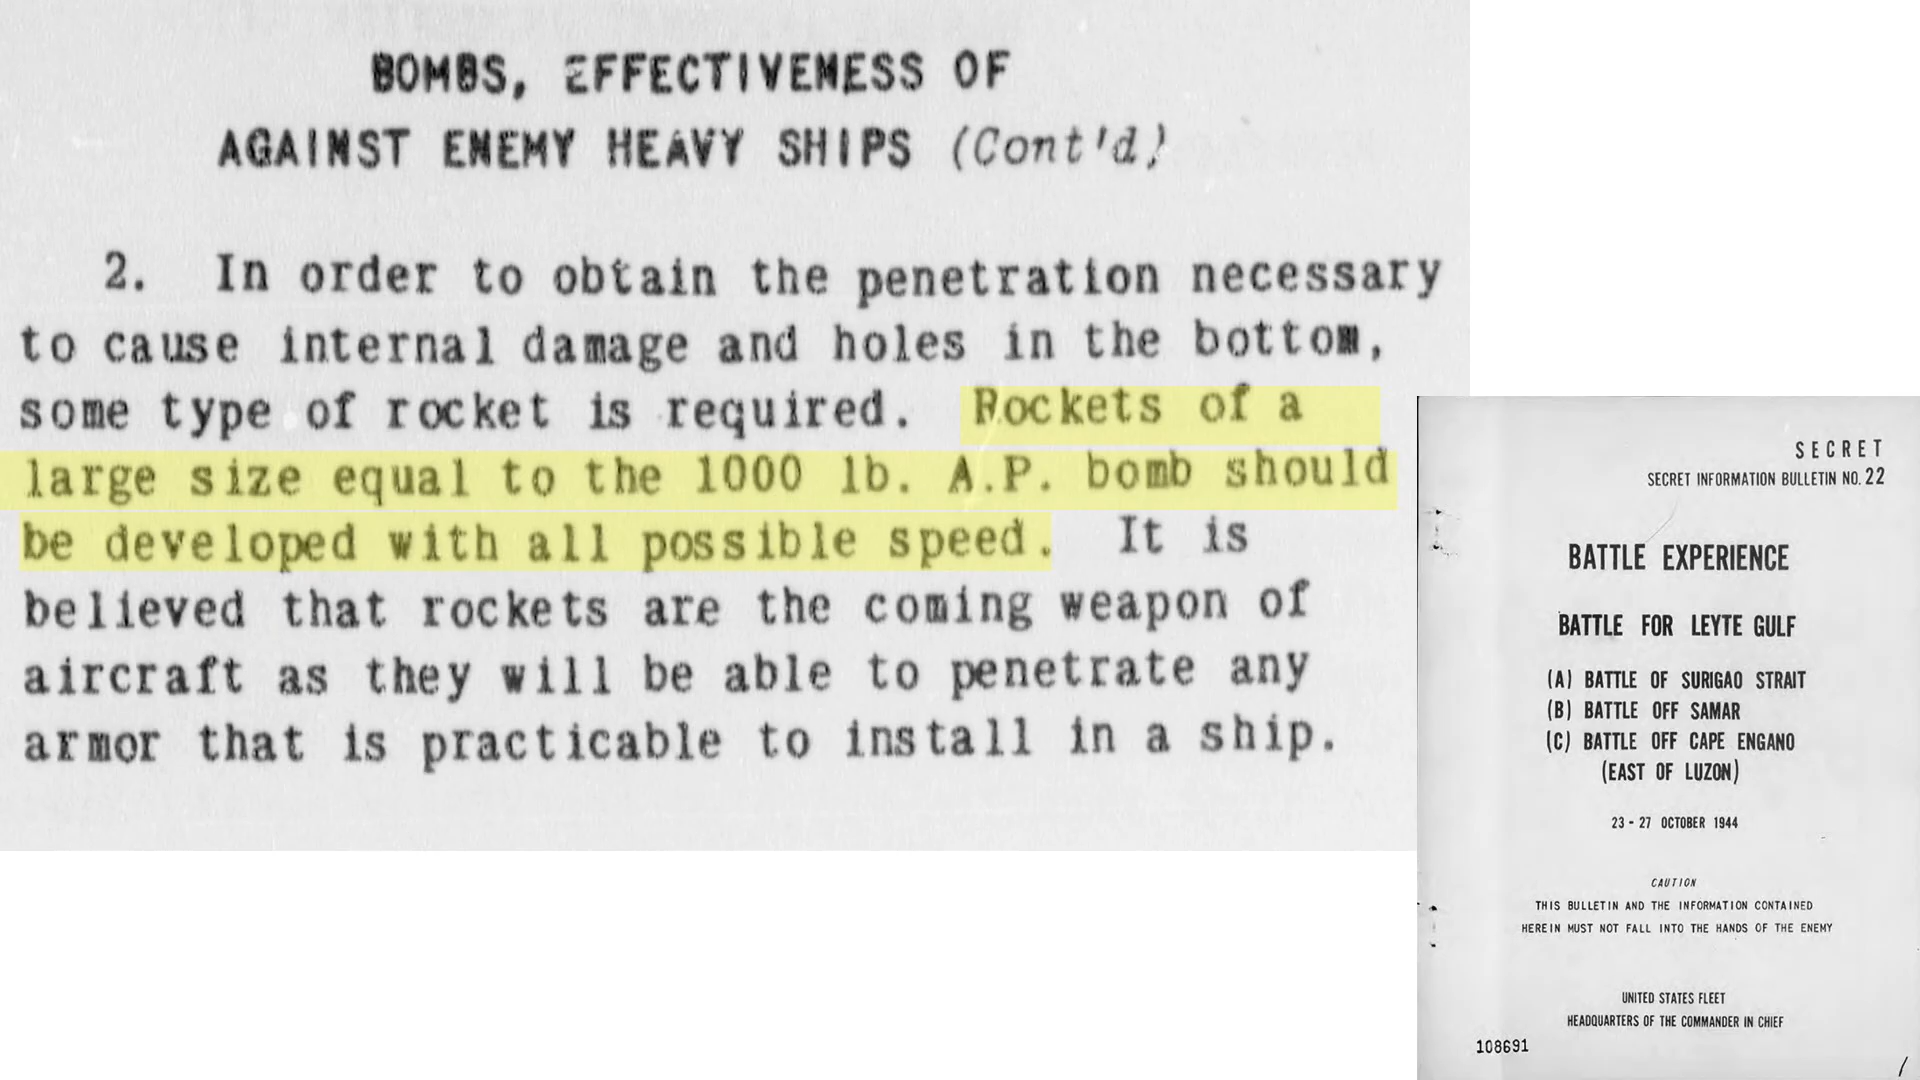 BOMBS, EFFECTIVENESS OF
AGAINST ENEMY HEAVY SHIPS (Cont'd)
2. In order to obtain the penetration necessary
to cause internal damage and holes in the bottom,
some type of rocket is required. Rockets of a
large size equal to the 1000 lb. A.P. bomb should
be developed with all possible speed. It is
believed that rockets are the coming weapon of
aircraft as they will be able to penetrate any
armor that is practicable to install in a ship.
SECRET
SECRET INFORMATION BULLETIN NO. 22
BATTLE EXPERIENCE
BATTLE FOR LEYTE GULF
(A) BATTLE OF SURIGAO STRAIT
(B) BATTLE OFF SAMAR
(C) BATTLE OFF CAPE ENGANO
(EAST OF LUZON)
23 - 27 OCTOBER 1944
CAUTION
THIS BULLETIN AND THE INFORMATION CONTAINED
HEREIN MUST NOT FALL INTO THE HANDS OF THE ENEMY
UNITED STATES FLEET
HEADQUARTERS OF THE COMMANDER IN CHIEF
108691